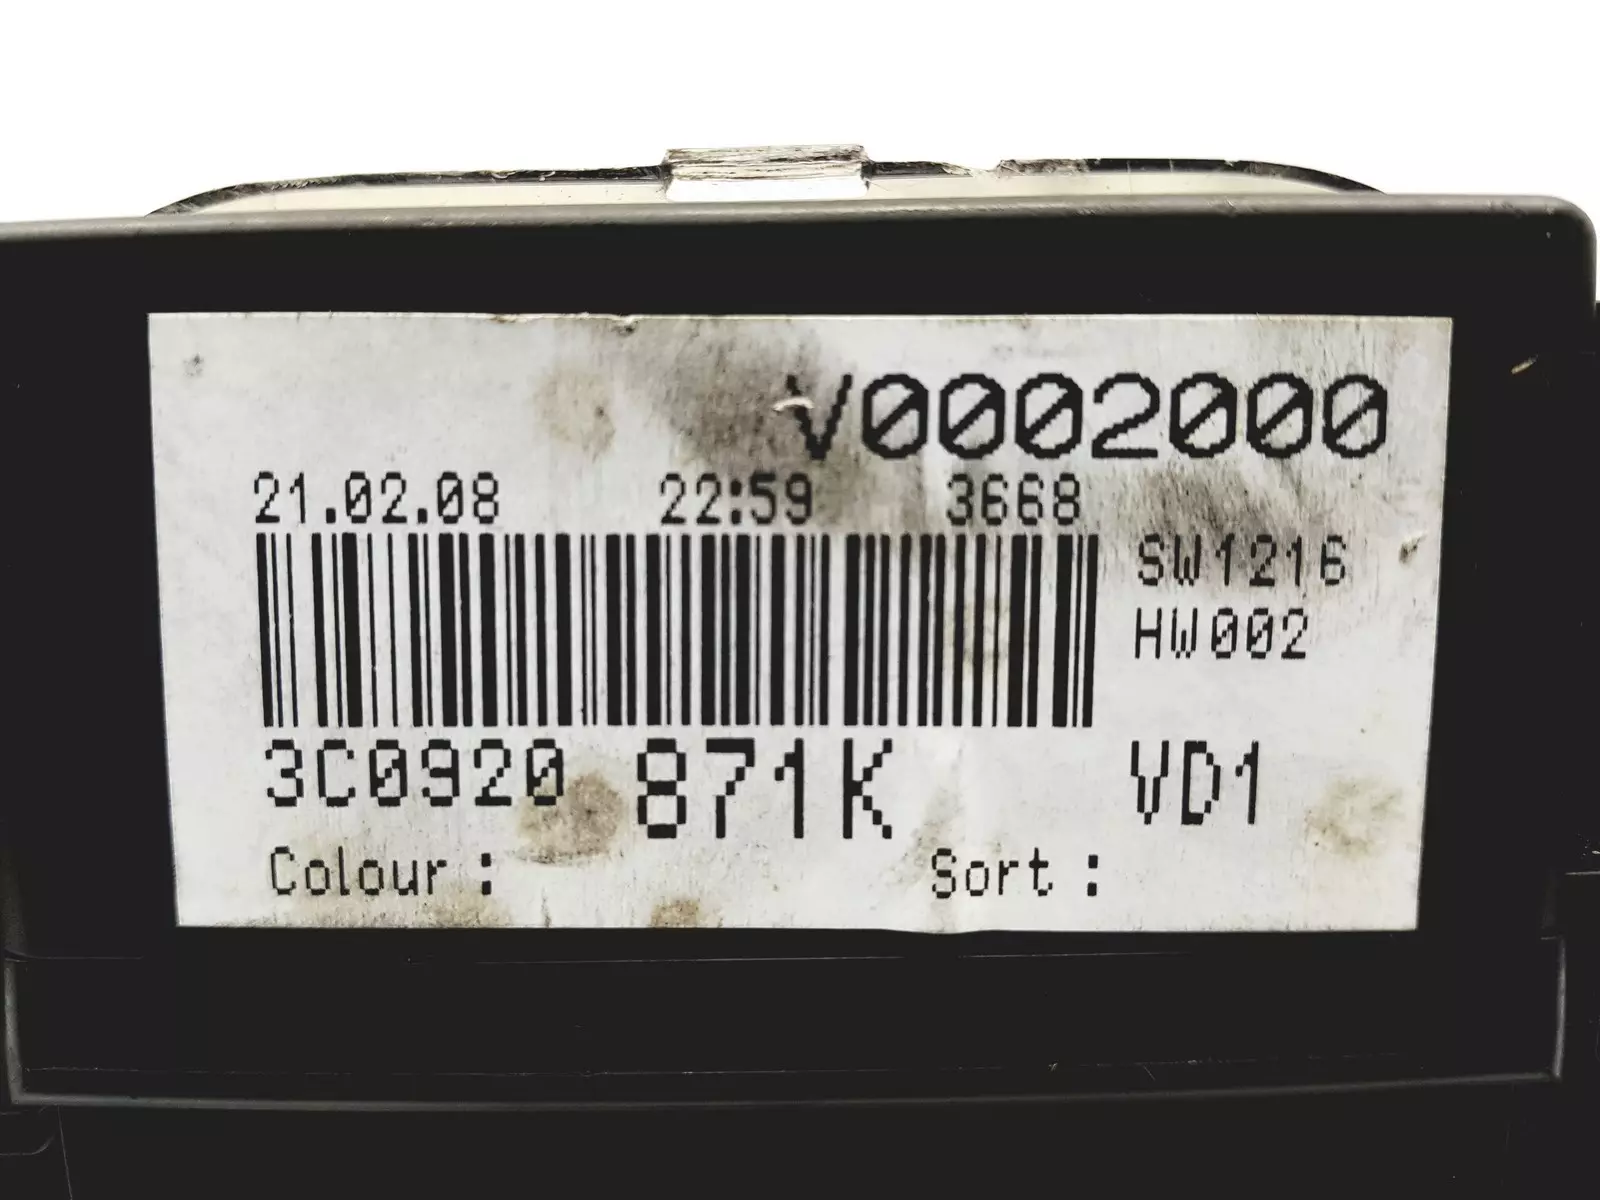 V0002000
21.02.08 22:59 3668
SW1216
HW002
3C0920 871K VD1
Colour : Sort :